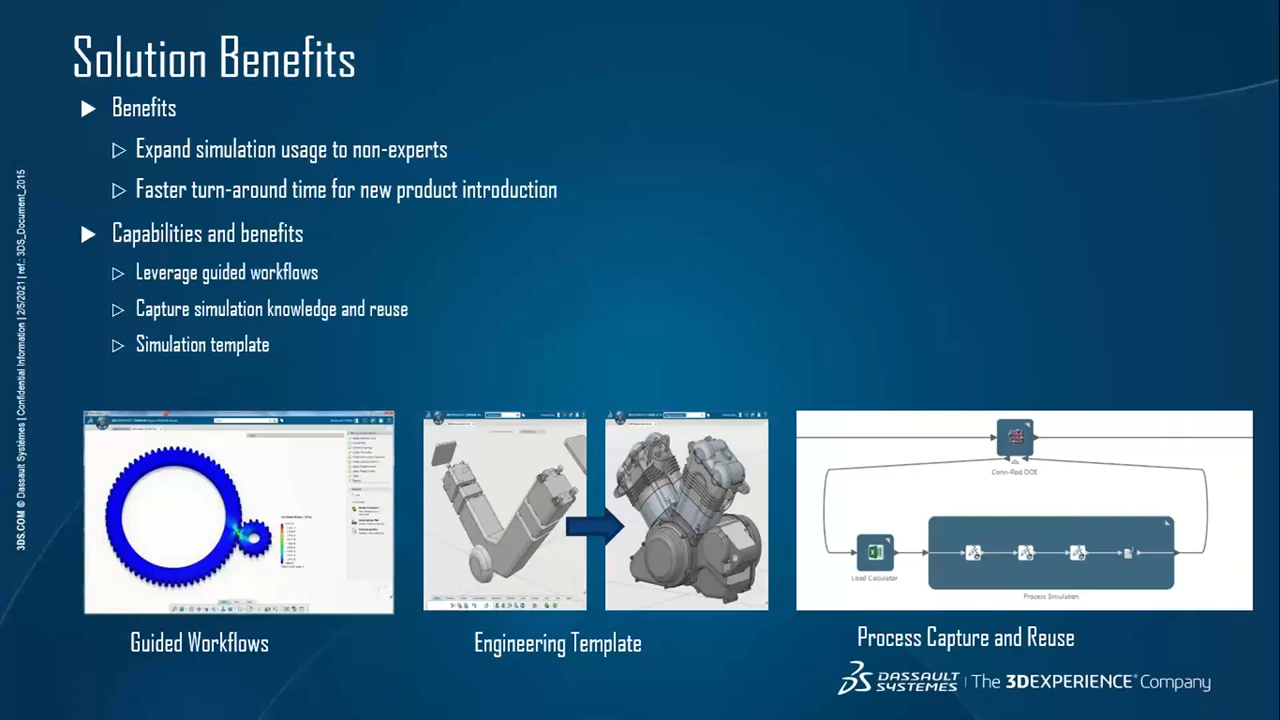 Solution Benefits
Benefits
Expand simulation usage to non-experts
Faster turn-around time for new product introduction
Capabilities and benefits
Leverage guided workflows
Capture simulation knowledge and reuse
Simulation template
3DS.COM © Dassault Systèmes | Confidential Information | 2/5/2021 | ref.: 3DS_Document_2015
Conn-Rod DOE
Load Calculator
Process Simulation
Guided Workflows
Engineering Template
Process Capture and Reuse
DASSAULT SYSTEMES | The 3DEXPERIENCE® Company